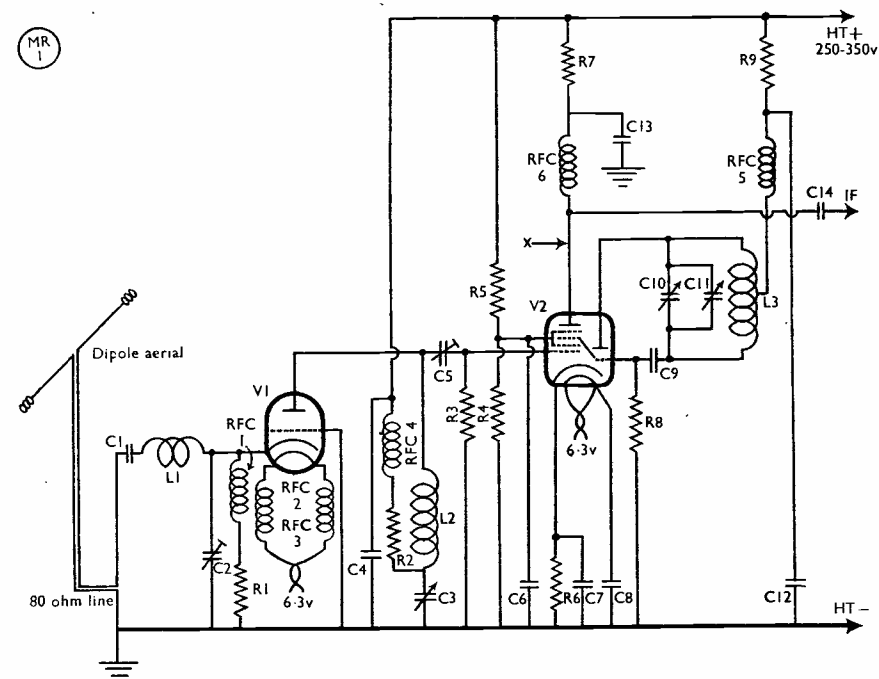 MR
1
HT+
250-350v
R7
R9
C13
RFC
6
RFC
5
C14
IF
X
R5
V2
C10
C11
L3
Dipole aerial
C5
C9
V1
R3
R4
R8
RFC
1
C1
L1
RFC 4
6·3v
RFC
2
RFC
3
L2
C2
R1
6·3v
C4
R2
C3
C6
R6
C7
C8
C12
80 ohm line
HT-